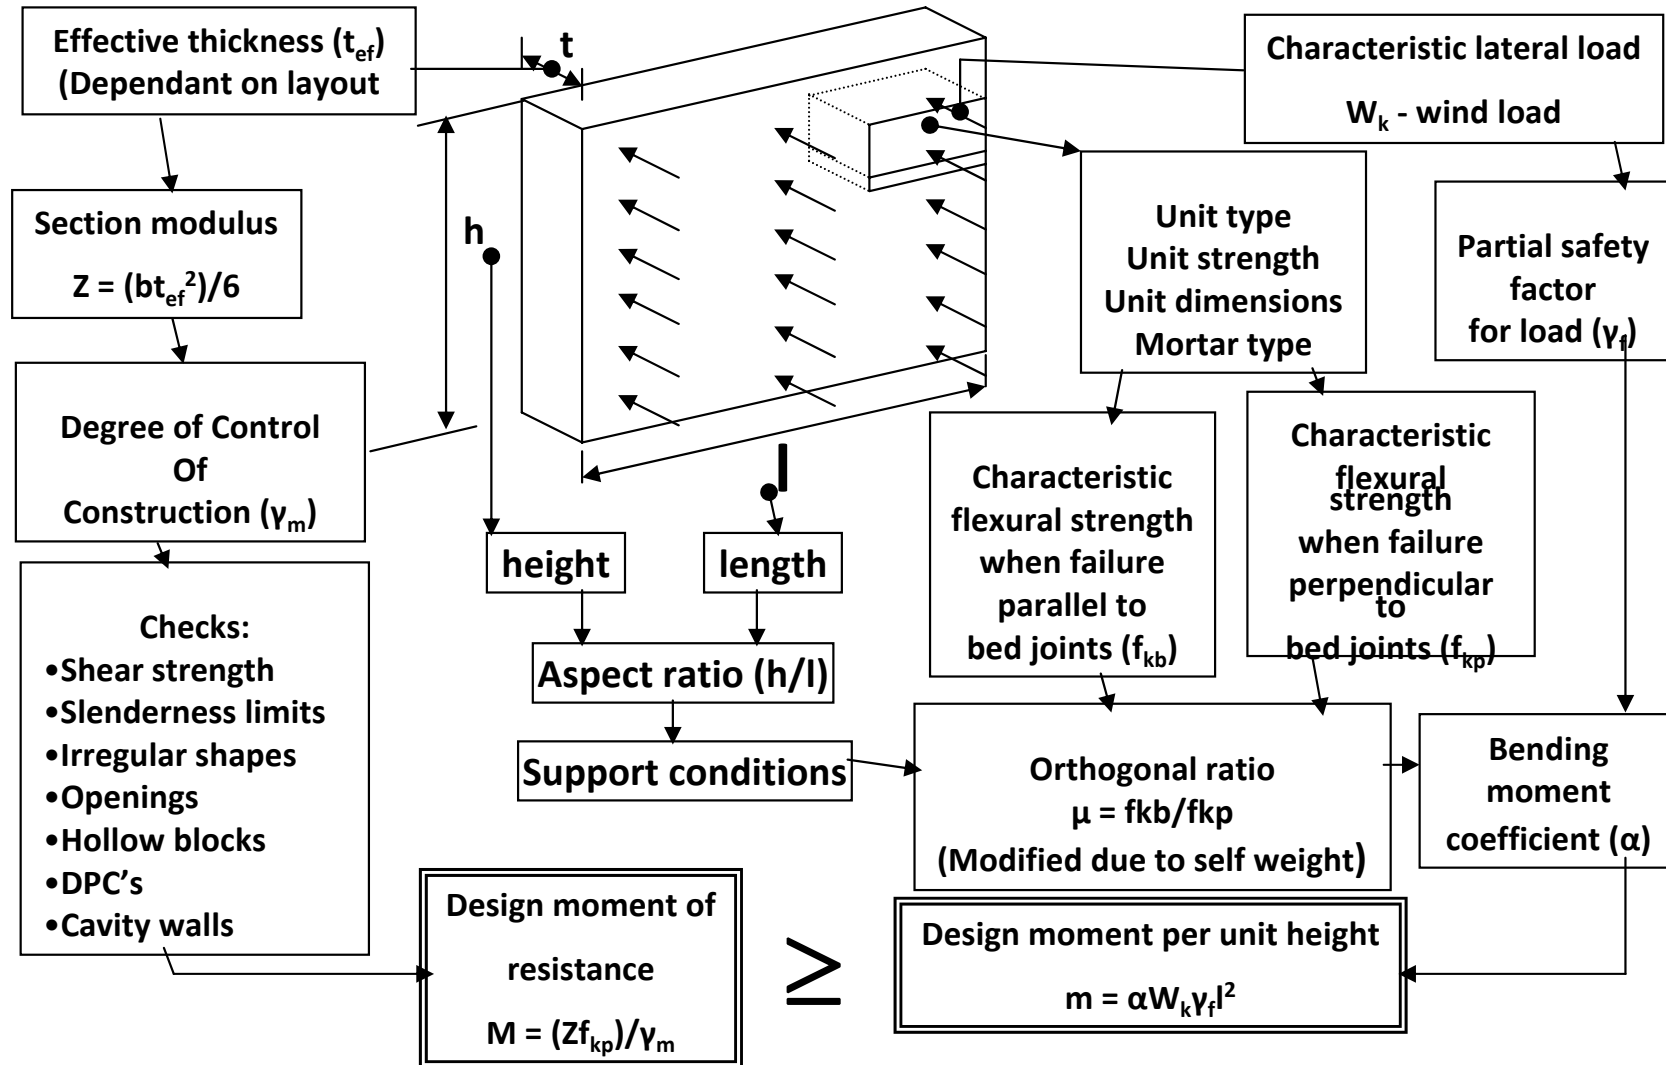 Effective thickness (tef)
(Dependant on layout
t
Characteristic lateral load
Wk - wind load
Section modulus
Z = (btef²)/6
h
Unit type
Unit strength
Unit dimensions
Mortar type
Partial safety
factor
for load (γf)
Degree of Control
Of
Construction (γm)
l
height
length
Characteristic
flexural strength
when failure
parallel to
bed joints (fkb)
Characteristic
flexural
strength
when failure
perpendicular
to
bed joints (fkp)
Checks:
•Shear strength
•Slenderness limits
•Irregular shapes
•Openings
•Hollow blocks
•DPC’s
•Cavity walls
Aspect ratio (h/l)
Support conditions
Orthogonal ratio
μ = fkb/fkp
(Modified due to self weight)
Bending
moment
coefficient (α)
Design moment of
resistance
M = (Zfkp)/γm
≥
Design moment per unit height
m = αWkγfl²